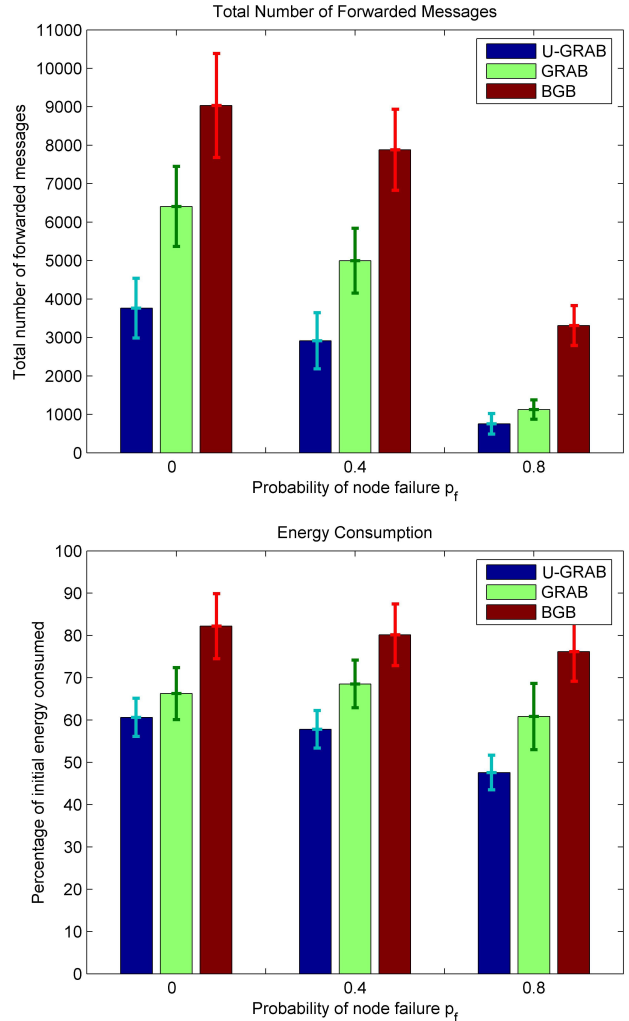 Total Number of Forwarded Messages
11000
10000
9000
8000
7000
6000
5000
4000
3000
2000
1000
0
Total number of forwarded messages
U-GRAB
GRAB
BGB
0 0.4 0.8
Probability of node failure p_f
Energy Consumption
100
90
80
70
60
50
40
30
20
10
0
Percentage of initial energy consumed
U-GRAB
GRAB
BGB
0 0.4 0.8
Probability of node failure p_f